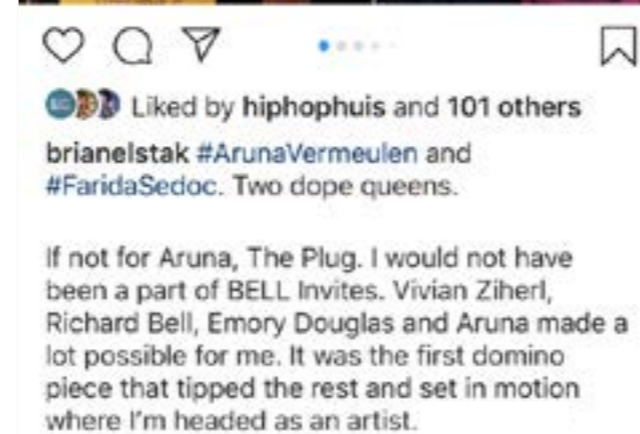 Liked by hiphophuis and 101 others
brianelstak #ArunaVermeulen and
#FaridaSedoc. Two dope queens.
If not for Aruna, The Plug. I would not have
been a part of BELL Invites. Vivian Ziherl,
Richard Bell, Emory Douglas and Aruna made a
lot possible for me. It was the first domino
piece that tipped the rest and set in motion
where I'm headed as an artist.